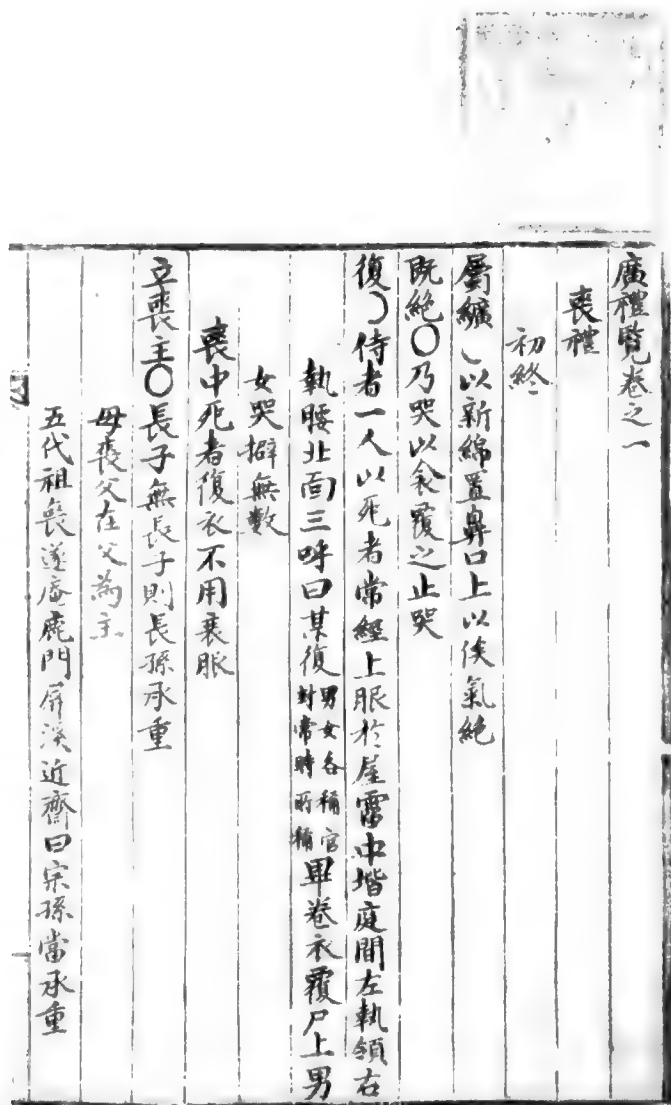 廣禮覽卷之一
喪禮
初終
屬纊 以新綿置鼻口上以俟氣絶
既絶〇乃哭以衾覆之止哭
復 侍者一人以死者常經上服於屋霤中堦庭間左執領右
執腰北面三呼曰某復 男女各稱官封常時所稱 畢卷衣覆尸上男
女哭擗無數
喪中死者復衣不用衰服
立喪主〇長子無長子則長孫承重
母喪父在父爲主
五代祖喪遂庵鹿門屛溪近齋曰宗孫當承重